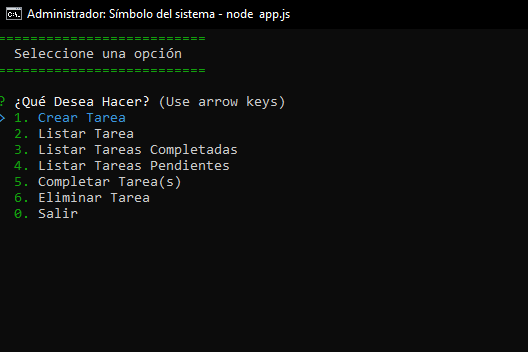 Administrador: Símbolo del sistema - node app.js
==========================
Seleccione una opción
==========================
? ¿Qué Desea Hacer? (Use arrow keys)
> 1. Crear Tarea
2. Listar Tarea
3. Listar Tareas Completadas
4. Listar Tareas Pendientes
5. Completar Tarea(s)
6. Eliminar Tarea
0. Salir